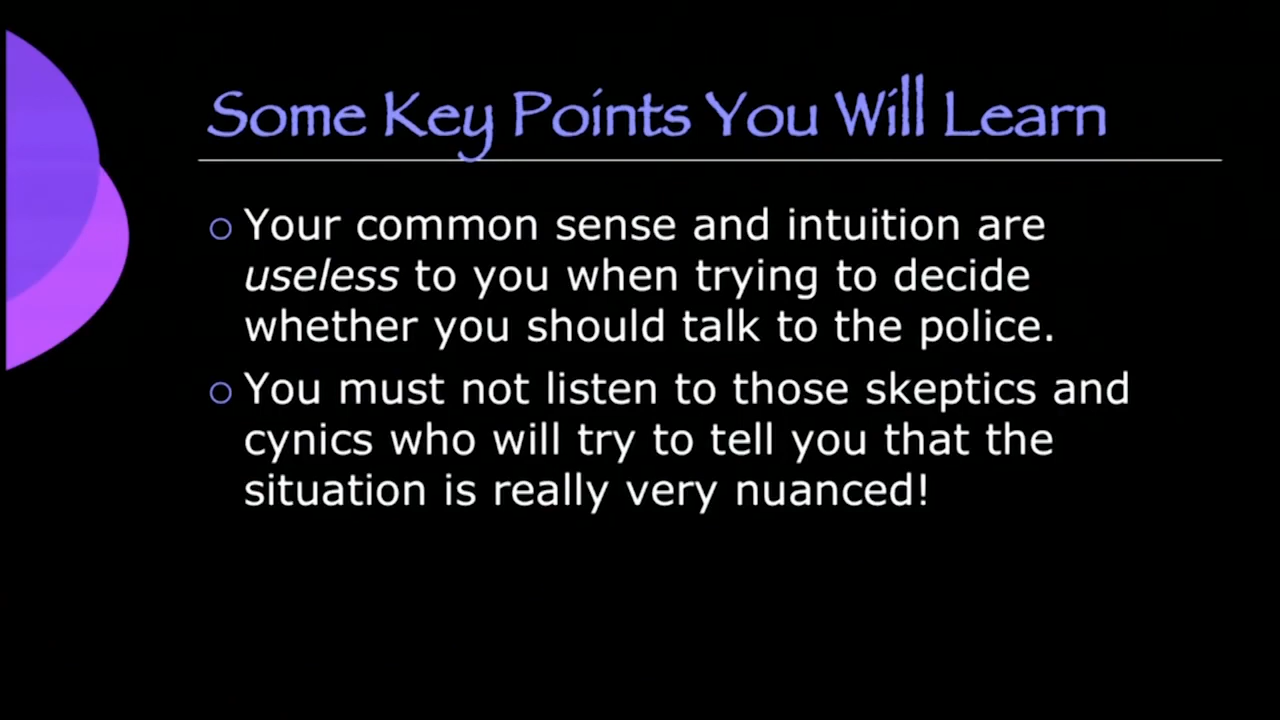 Some Key Points You Will Learn
Your common sense and intuition are
useless to you when trying to decide
whether you should talk to the police.
You must not listen to those skeptics and
cynics who will try to tell you that the
situation is really very nuanced!